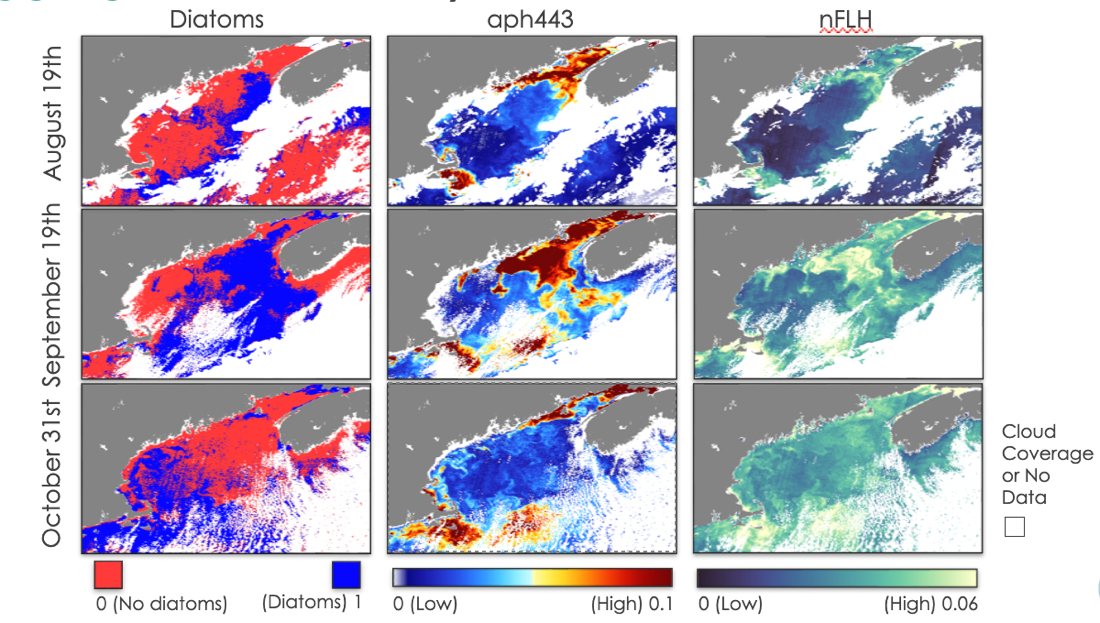 Diatoms
aph443
nFLH
August 19th
September 19th
October 31st
Cloud
Coverage
or No
Data
0 (No diatoms)
(Diatoms) 1
0 (Low)
(High) 0.1
0 (Low)
(High) 0.06